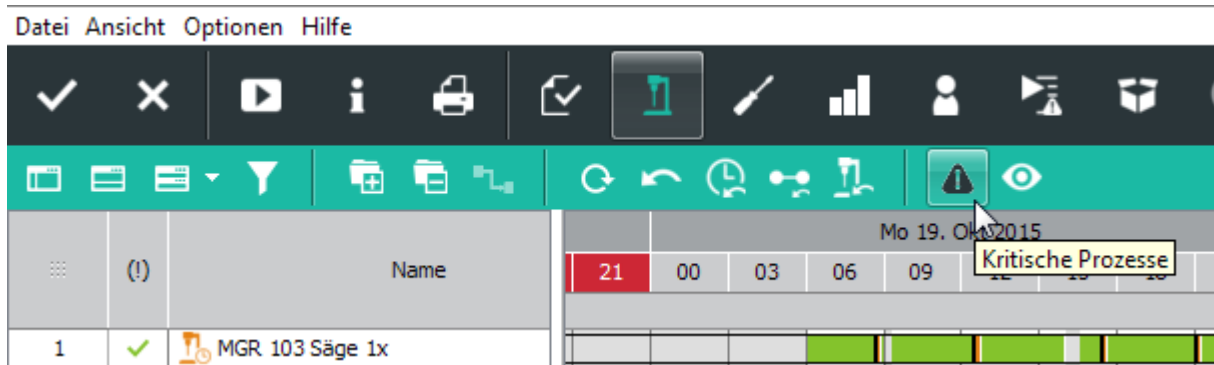 Datei Ansicht Optionen Hilfe
Mo 19. Okt 2015
Kritische Prozesse
(!) Name 21 00 03 06 09
1 MGR 103 Säge 1x